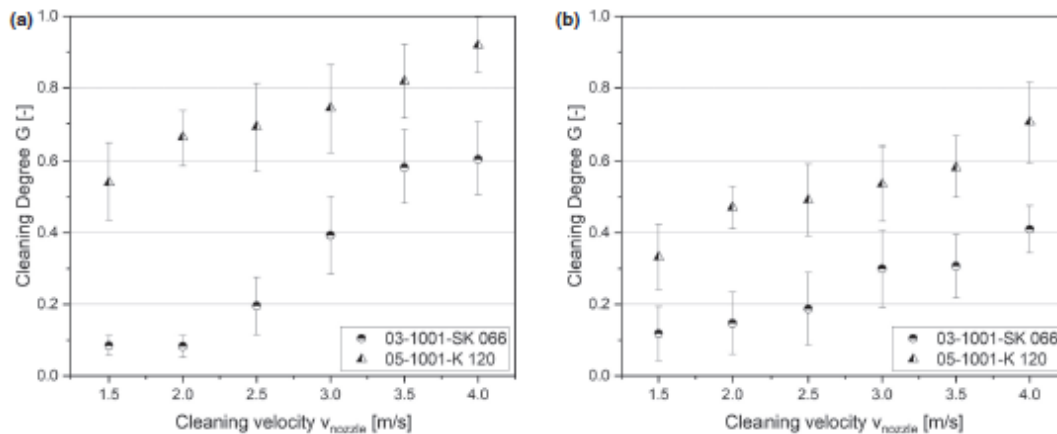 (a)
1.0
0.8
0.6
0.4
0.2
0.0
Cleaning Degree G [-]
03-1001-SK 066
05-1001-K 120
1.5 2.0 2.5 3.0 3.5 4.0
Cleaning velocity v_nozzle [m/s]
(b)
1.0
0.8
0.6
0.4
0.2
0.0
Cleaning Degree G [-]
03-1001-SK 066
05-1001-K 120
1.5 2.0 2.5 3.0 3.5 4.0
Cleaning velocity v_nozzle [m/s]